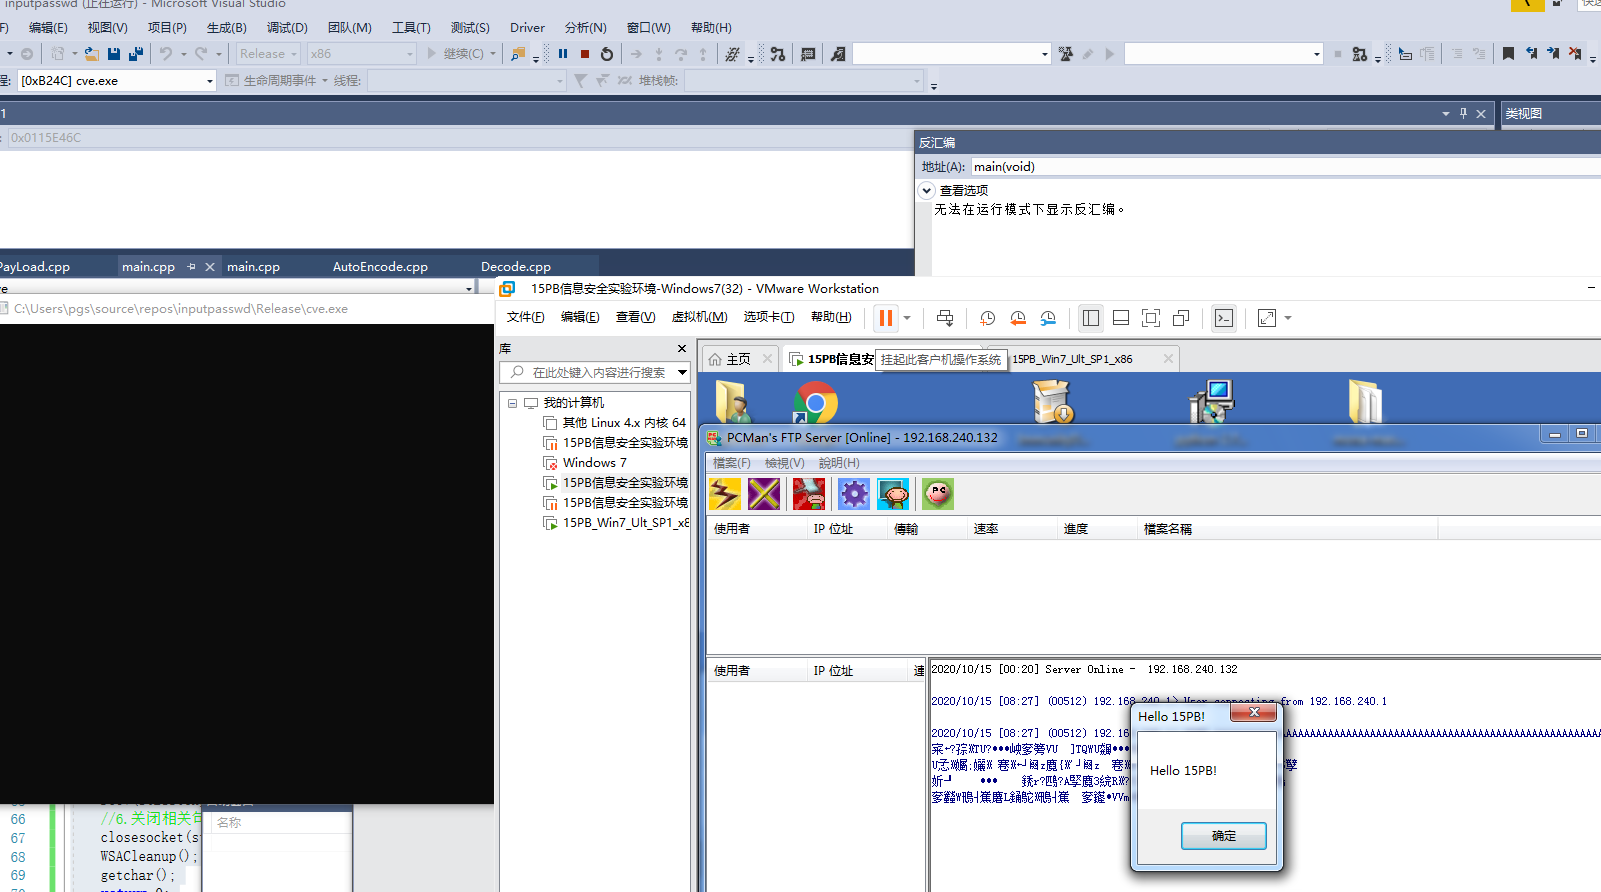 inputpasswd (正在运行) - Microsoft Visual Studio
编辑(E) 视图(V) 项目(P) 生成(B) 调试(D) 团队(M) 工具(T) 测试(S) Driver 分析(N) 窗口(W) 帮助(H)
Release x86 继续(C)
程: [0xB24C] cve.exe 生命周期事件 线程: 堆栈帧:
1
类视图
0x0115E46C
反汇编
地址(A): main(void)
查看选项
无法在运行模式下显示反汇编。
PayLoad.cpp main.cpp main.cpp AutoEncode.cpp Decode.cpp
15PB信息安全实验环境-Windows7(32) - VMware Workstation
C:\Users\pgs\source\repos\inputpasswd\Release\cve.exe
文件(F) 编辑(E) 查看(V) 虚拟机(M) 选项卡(T) 帮助(H)
库
主页 15PB信息安 挂起此客户机操作系统 15PB_Win7_Ult_SP1_x86
在此处键入内容进行搜索
我的计算机
其他 Linux 4.x 内核 64
15PB信息安全实验环境
Windows 7
15PB信息安全实验环境
15PB信息安全实验环境
15PB_Win7_Ult_SP1_x8
PCMan's FTP Server [Online] - 192.168.240.132
檔案(F) 檢視(V) 說明(H)
使用者 IP 位址 傳輸 速率 進度 檔案名稱
使用者 IP 位址
2020/10/15 [00:20] Server Online - 192.168.240.132
2020/10/15 [08:27] (00512) 192.168.240.1> User connecting from 192.168.240.1
2020/10/15 [08:27] (00512) 192.16
Hello 15PB!
Hello 15PB!
确定
66 //6.关闭相关句
67 closesocket(s
68 WSACleanup();
69 getchar();
名称